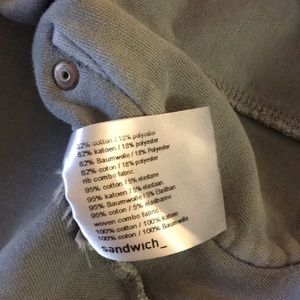 82% cotton / 18% polyester
82% katoen / 18% polyester
82% Baumwolle / 18% Polyester
82% coton / 18% polyester
rib combo fabric
95% cotton / 5% elastane
95% katoen / 5% elastaan
95% Baumwolle / 5% Elasthan
95% coton / 5% elasthanne
woven combo fabric
100% cotton / 100% katoen
100% coton / 100% Baumwolle
sandwich_